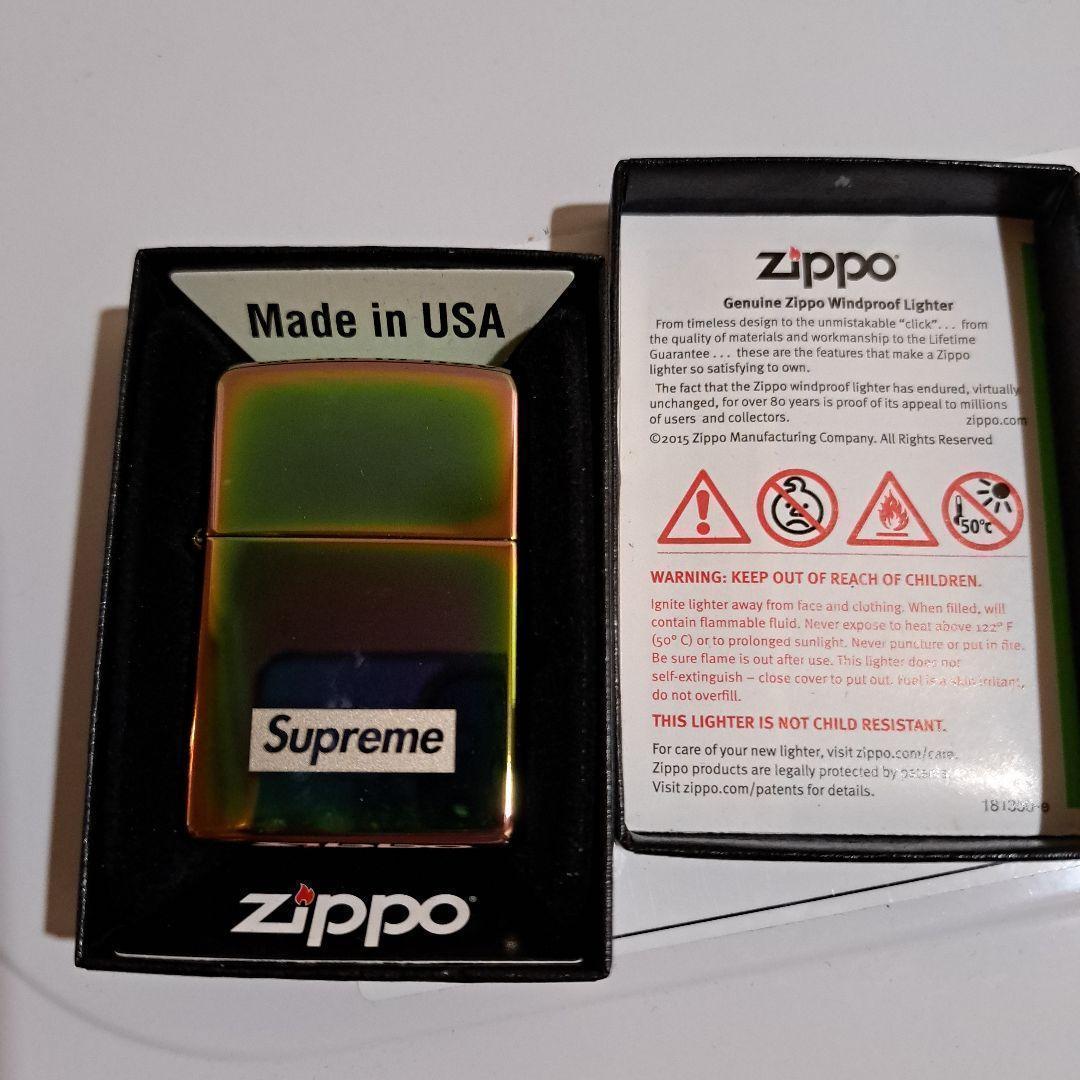 Made in USA
Supreme
zippo
zippo
Genuine Zippo Windproof Lighter
From timeless design to the unmistakable “click”... from
the quality of materials and workmanship to the Lifetime
Guarantee ... these are the features that make a Zippo
lighter so satisfying to own.
The fact that the Zippo windproof lighter has endured, virtually
unchanged, for over 80 years is proof of its appeal to millions
of users and collectors.
zippo.com
©2015 Zippo Manufacturing Company. All Rights Reserved
50°C
WARNING: KEEP OUT OF REACH OF CHILDREN.
Ignite lighter away from face and clothing. When filled, will
contain flammable fluid. Never expose to heat above 122° F
(50° C) or to prolonged sunlight. Never puncture or put in fire.
Be sure flame is out after use. This lighter does not
self-extinguish – close cover to put out. Fuel is a skin irritant,
do not overfill.
THIS LIGHTER IS NOT CHILD RESISTANT.
For care of your new lighter, visit zippo.com/care.
Zippo products are legally protected by
Visit zippo.com/patents for details.